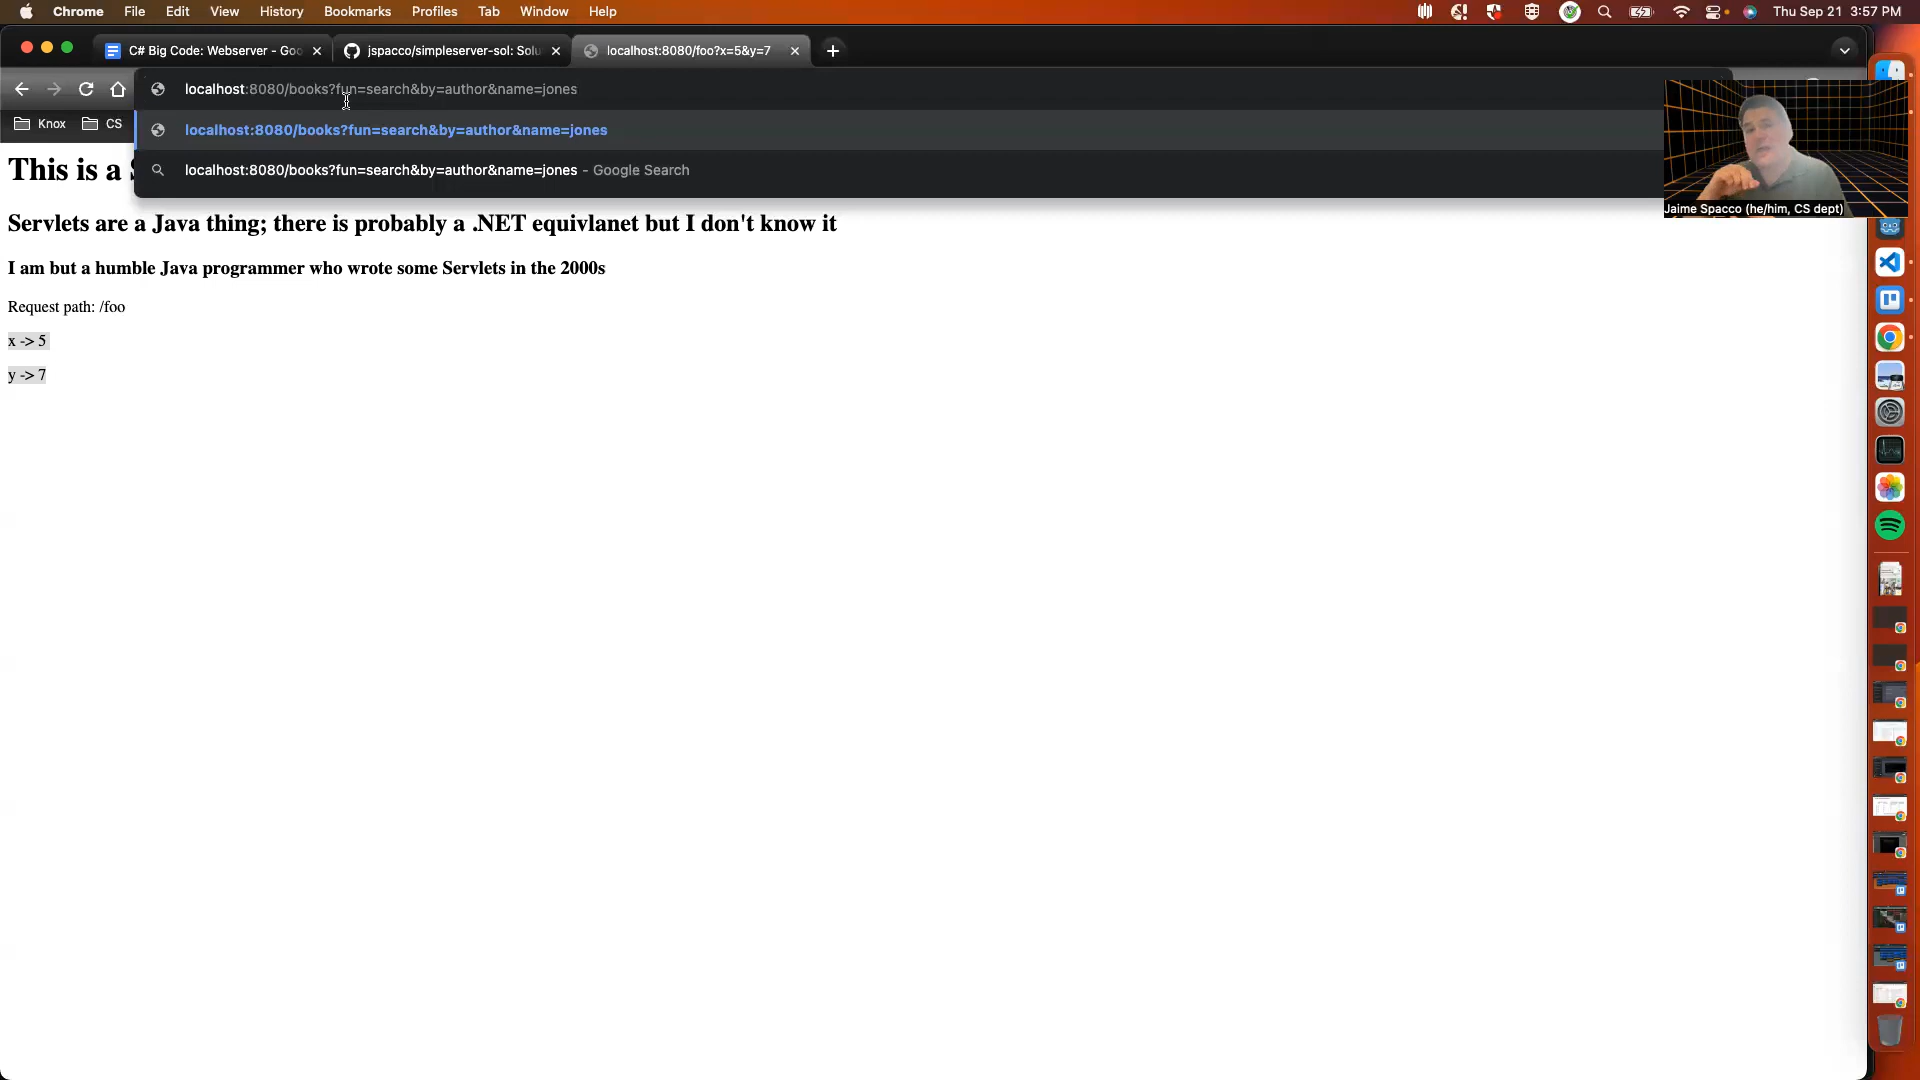 Chrome File Edit View History Bookmarks Profiles Tab Window Help Thu Sep 21 3:57 PM
C# Big Code: Webserver - Goo jspacco/simpleserver-sol: Solu localhost:8080/foo?x=5&y=7
localhost:8080/books?fun=search&by=author&name=jones
Knox CS
localhost:8080/books?fun=search&by=author&name=jones
localhost:8080/books?fun=search&by=author&name=jones - Google Search
This is a
Jaime Spacco (he/him, CS dept)
Servlets are a Java thing; there is probably a .NET equivlanet but I don't know it
I am but a humble Java programmer who wrote some Servlets in the 2000s
Request path: /foo
x -> 5
y -> 7